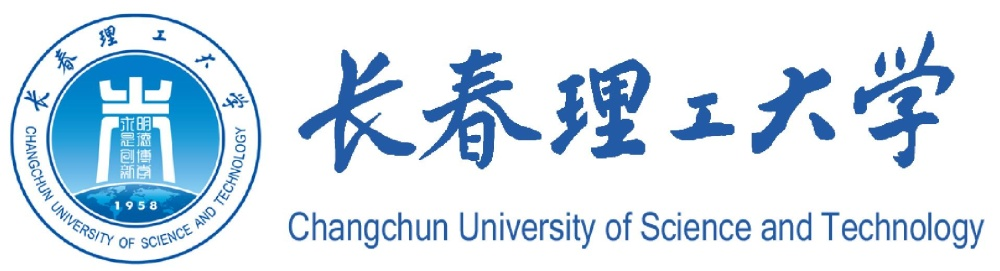 长春理工大学
明德博学
求是创新
1958
CHANGCHUN UNIVERSITY OF SCIENCE AND TECHNOLOGY
长春理工大学
Changchun University of Science and Technology